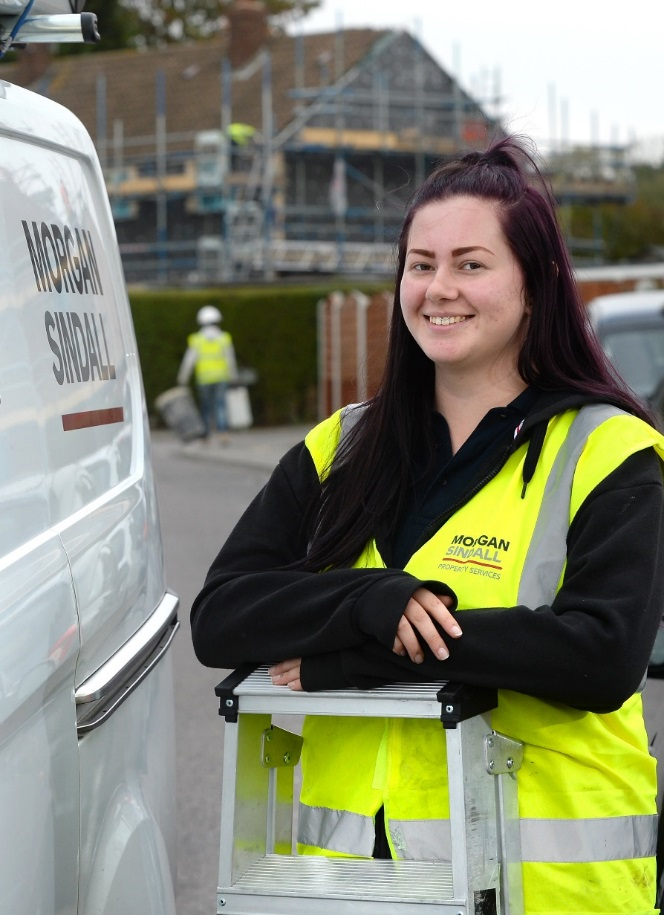 MORGAN
SINDALL
MORGAN
SINDALL
PROPERTY SERVICES